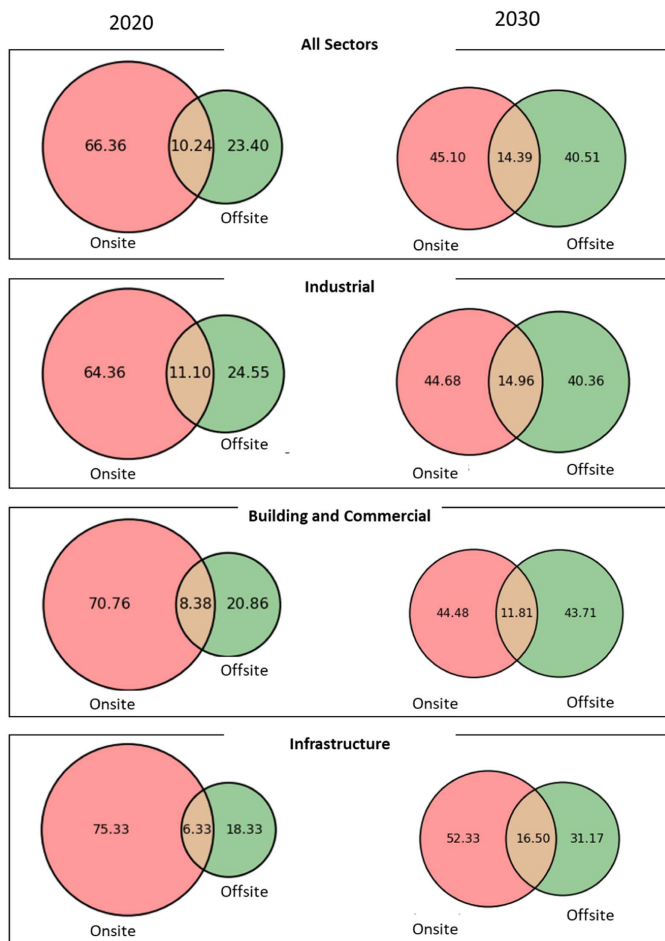 2020 2030
All Sectors
66.36 10.24 23.40 45.10 14.39 40.51
Onsite Offsite Onsite Offsite
Industrial
64.36 11.10 24.55 44.68 14.96 40.36
Onsite Offsite Onsite Offsite
Building and Commercial
70.76 8.38 20.86 44.48 11.81 43.71
Onsite Offsite Onsite Offsite
Infrastructure
75.33 6.33 18.33 52.33 16.50 31.17
Onsite Offsite Onsite Offsite